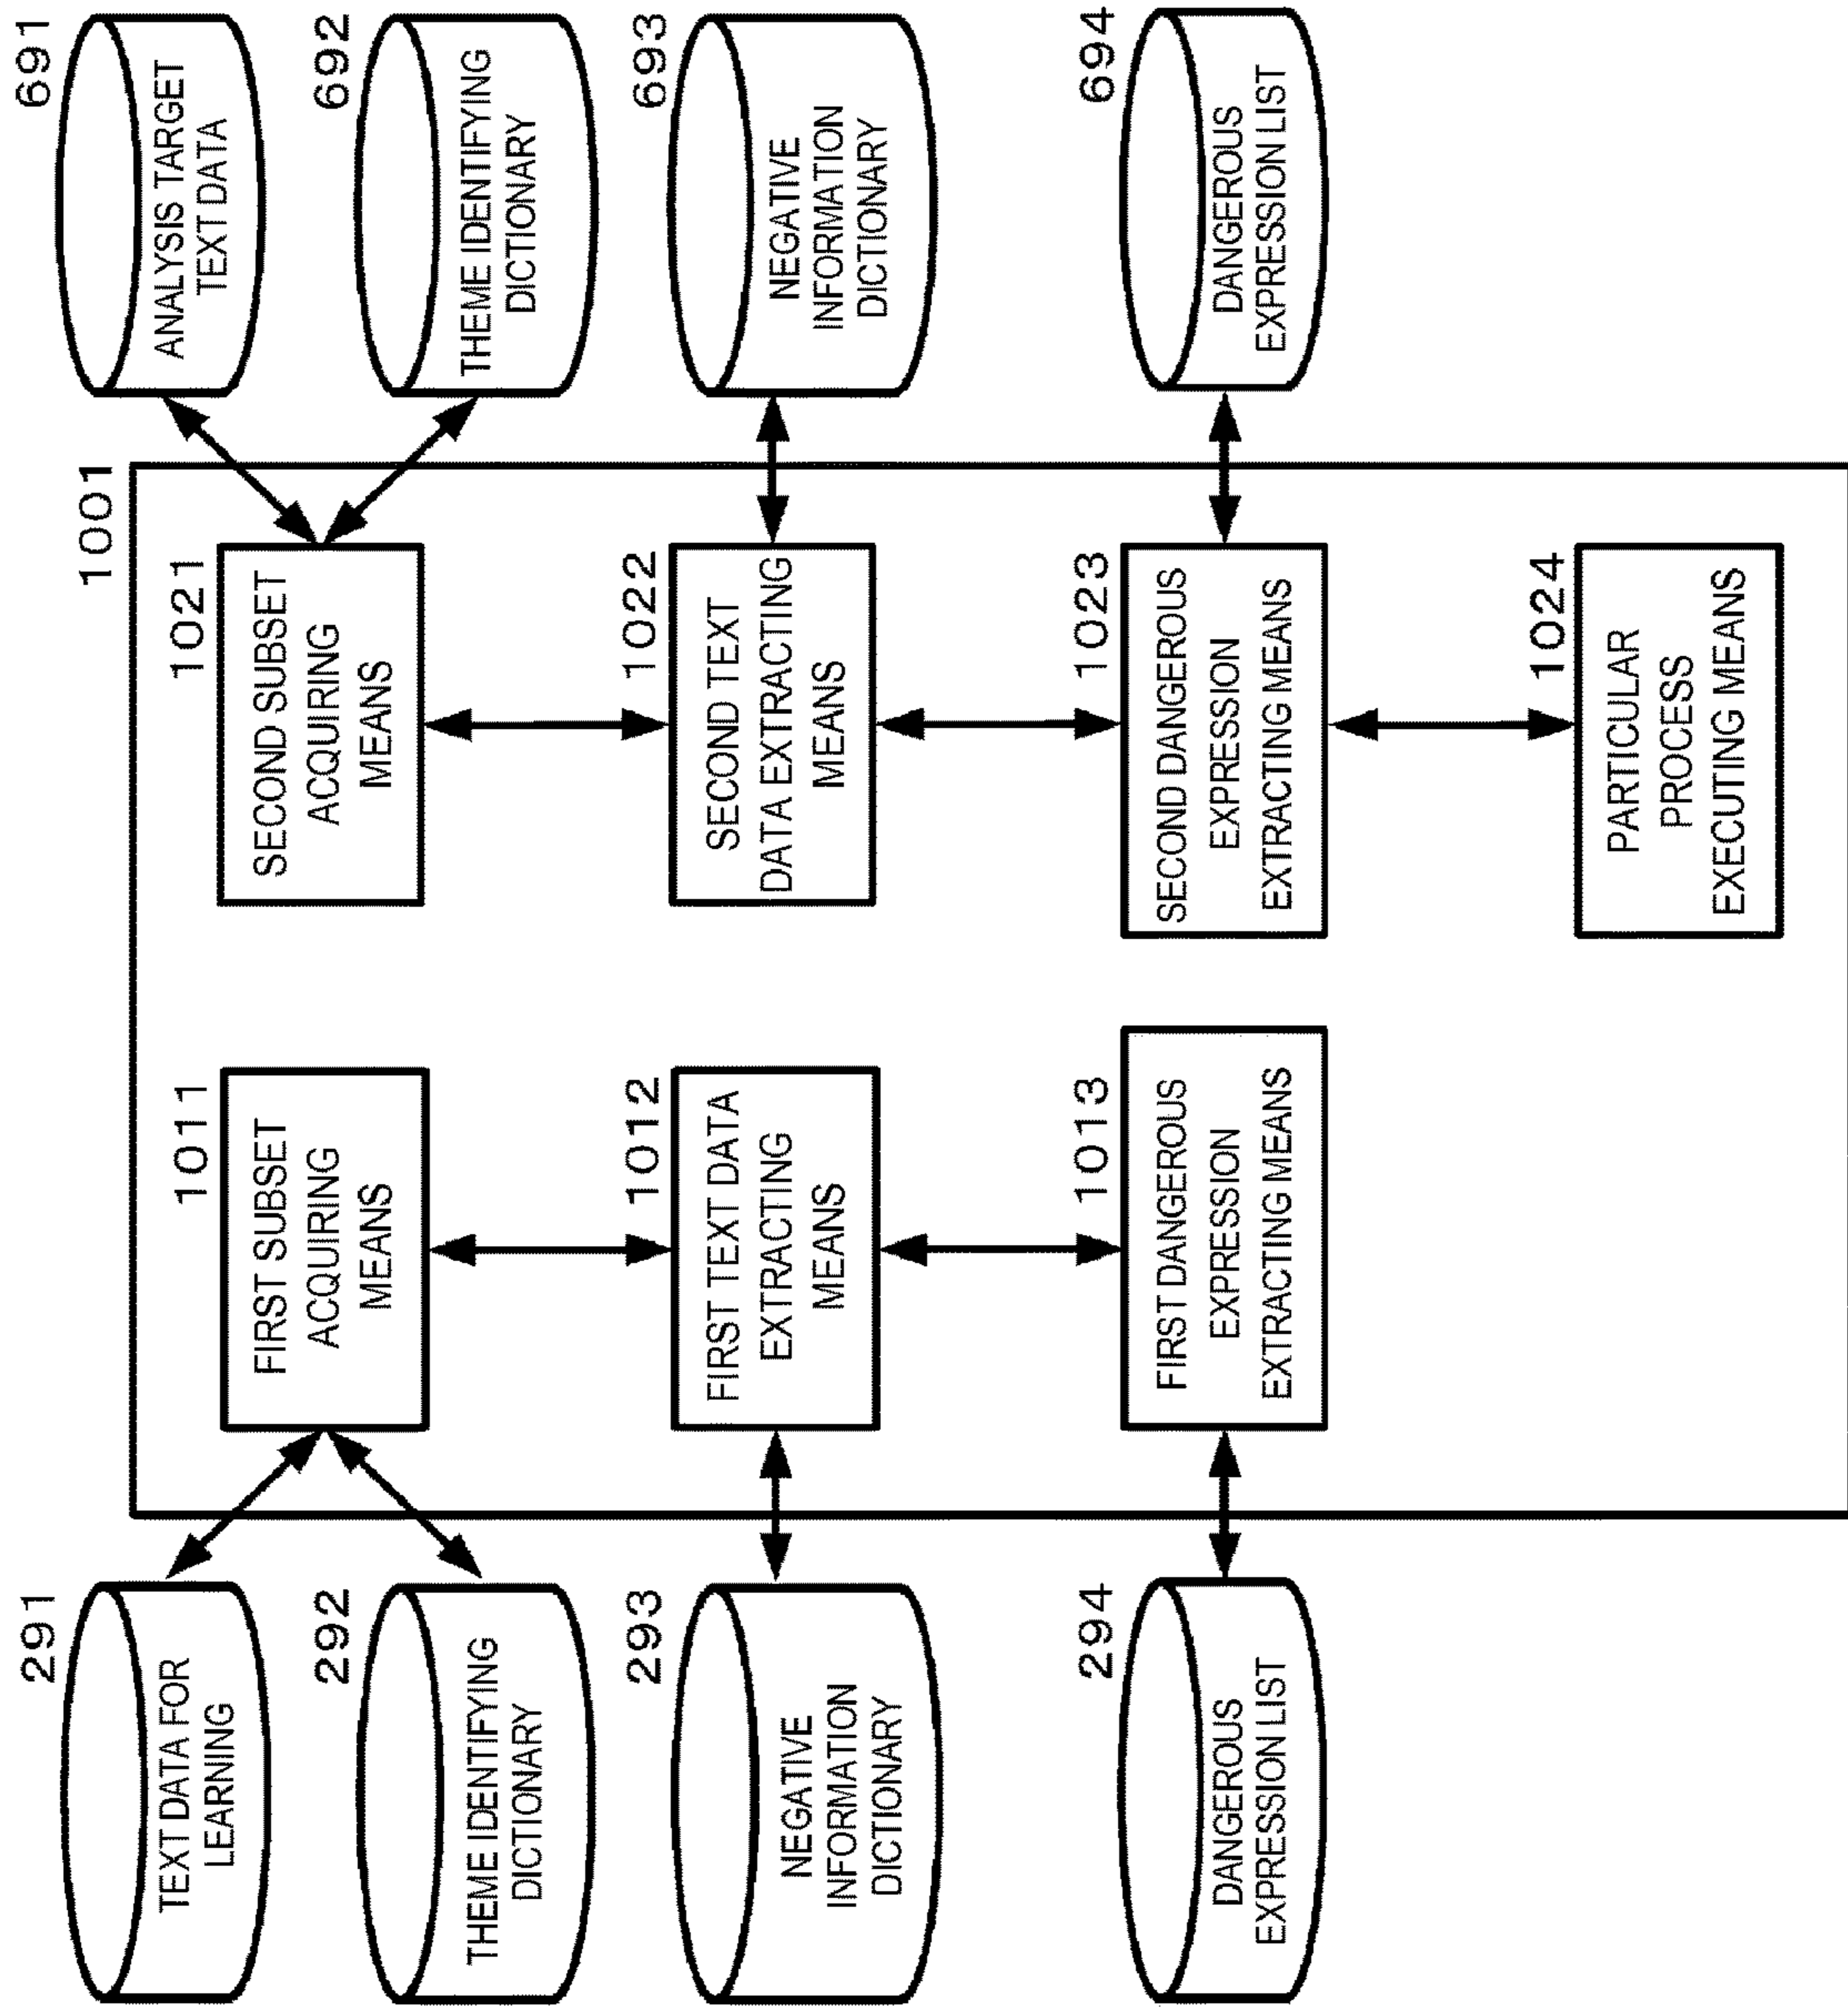 291
TEXT DATA FOR
LEARNING
292
THEME IDENTIFYING
DICTIONARY
293
NEGATIVE
INFORMATION
DICTIONARY
294
DANGEROUS
EXPRESSION LIST
1001
1011
FIRST SUBSET
ACQUIRING
MEANS
1012
FIRST TEXT DATA
EXTRACTING
MEANS
1013
FIRST DANGEROUS
EXPRESSION
EXTRACTING MEANS
1021
SECOND SUBSET
ACQUIRING
MEANS
1022
SECOND TEXT
DATA EXTRACTING
MEANS
1023
SECOND DANGEROUS
EXPRESSION
EXTRACTING MEANS
1024
PARTICULAR
PROCESS
EXECUTING MEANS
691
ANALYSIS TARGET
TEXT DATA
692
THEME IDENTIFYING
DICTIONARY
693
NEGATIVE
INFORMATION
DICTIONARY
694
DANGEROUS
EXPRESSION LIST